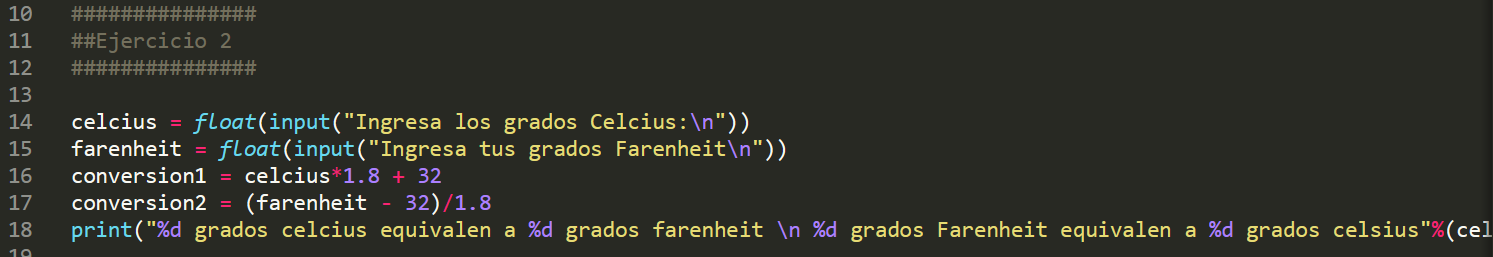 10 ###############
11 ##Ejercicio 2
12 ###############
13
14 celcius = float(input("Ingresa los grados Celcius:\n"))
15 farenheit = float(input("Ingresa tus grados Farenheit\n"))
16 conversion1 = celcius*1.8 + 32
17 conversion2 = (farenheit - 32)/1.8
18 print("%d grados celcius equivalen a %d grados farenheit \n %d grados Farenheit equivalen a %d grados celsius"%(cel
19